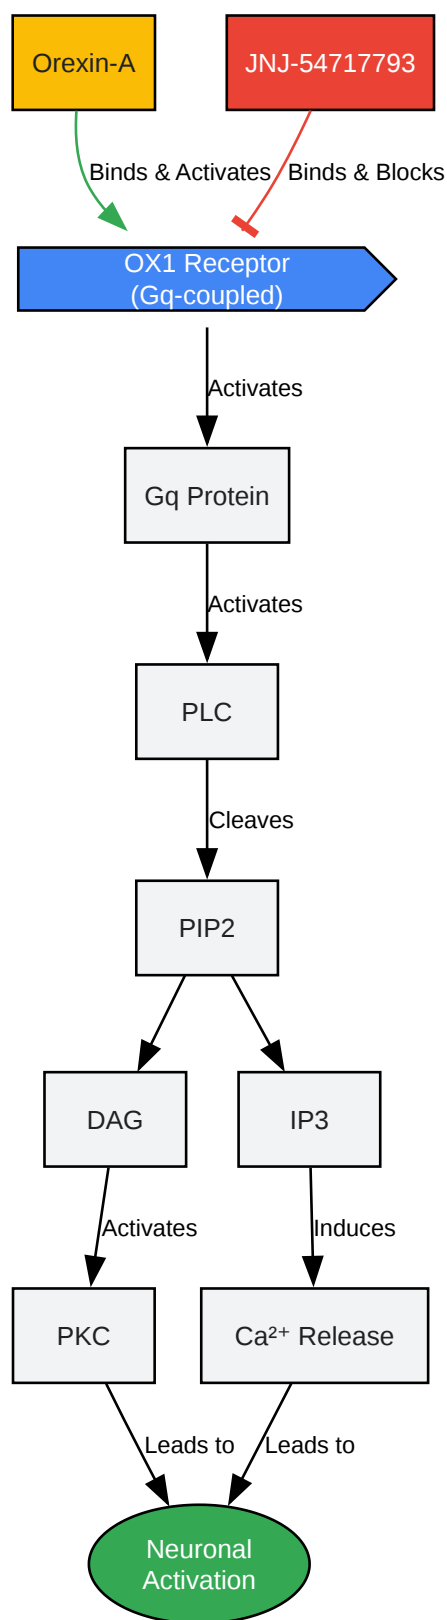 Orexin-A
JNJ-54717793
Binds & Activates
Binds & Blocks
OX1 Receptor
(Gq-coupled)
Activates
Gq Protein
Activates
PLC
Cleaves
PIP2
DAG
IP3
Activates
Induces
PKC
Ca²⁺ Release
Leads to
Leads to
Neuronal
Activation